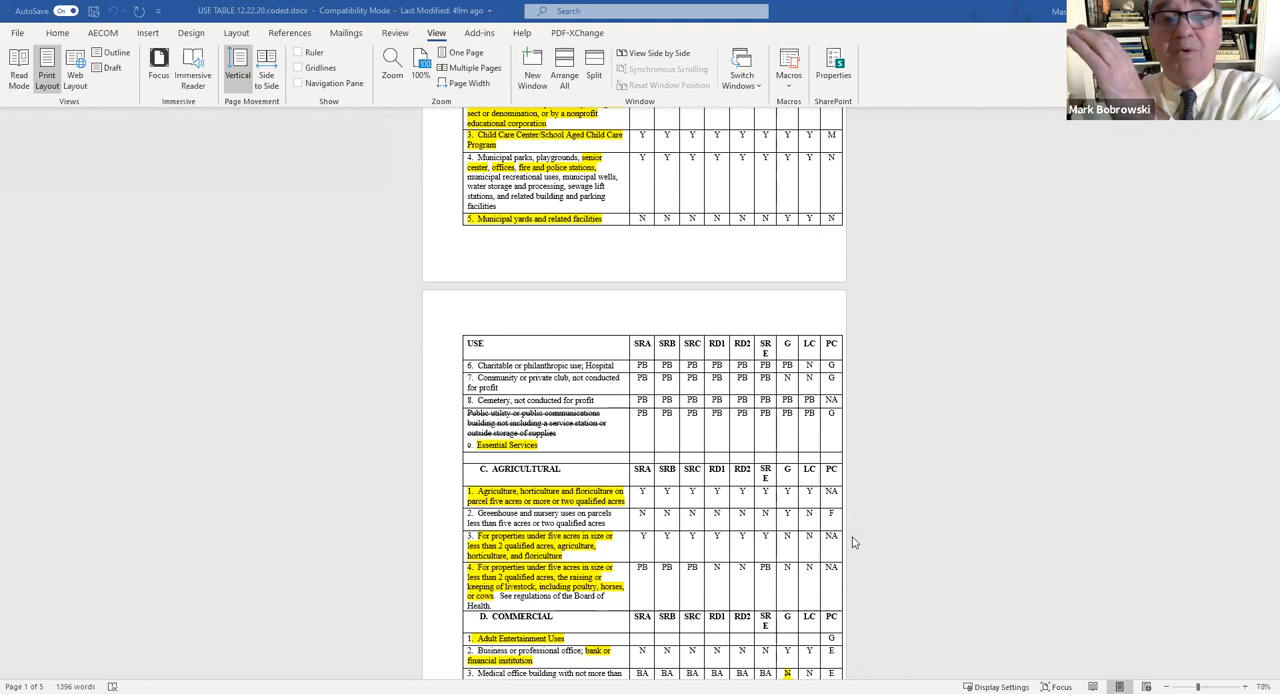 AutoSave On USE TABLE.12.22.20.coded.docx - Compatibility Mode • Last Modified: 49m ago Search
File Home AECOM Insert Design Layout References Mailings Review View Add-ins Help PDF-XChange
Read Mode
Print Layout
Web Layout
Outline
Draft
Views
Focus
Immersive Reader
Immersive
Vertical
Side to Side
Page Movement
Ruler
Gridlines
Navigation Pane
Show
Zoom
100
100%
One Page
Multiple Pages
Page Width
Zoom
New Window
Arrange All
Split
View Side by Side
Synchronous Scrolling
Reset Window Position
Switch Windows
Window
Macros
Macros
Properties
SharePoint
Mark Bobrowski
sect or denomination, or by a nonprofit
educational corporation
3. Child Care Center/School Aged Child Care Y Y Y Y Y Y Y Y M
Program
4. Municipal parks, playgrounds, senior Y Y Y Y Y Y Y Y N
center, offices, fire and police stations,
municipal recreational uses, municipal wells,
water storage and processing, sewage lift
stations, and related building and parking
facilities
5. Municipal yards and related facilities N N N N N N Y Y N
USE SRA SRB SRC RD1 RD2 SR G LC PC
E
6. Charitable or philanthropic use; Hospital PB PB PB PB PB PB PB N G
7. Community or private club, not conducted PB PB PB PB PB PB N N G
for profit
8. Cemetery, not conducted for profit PB PB PB PB PB PB PB PB NA
Public utility or public communications PB PB PB PB PB PB PB PB G
building not including a service station or
outside storage of supplies
9. Essential Services
C. AGRICULTURAL SRA SRB SRC RD1 RD2 SR G LC PC
E
1. Agriculture, horticulture and floriculture on Y Y Y Y Y Y Y Y NA
parcel five acres or more or two qualified acres
2. Greenhouse and nursery uses on parcels N N N N N N Y N F
less than five acres or two qualified acres
3. For properties under five acres in size or Y Y Y Y Y Y N N NA
less than 2 qualified acres, agriculture,
horticulture, and floriculture
4. For properties under five acres in size or PB PB PB N N PB N N NA
less than 2 qualified acres, the raising or
keeping of livestock, including poultry, horses,
or cows. See regulations of the Board of
Health.
D. COMMERCIAL SRA SRB SRC RD1 RD2 SR G LC PC
E
1. Adult Entertainment Uses G
2. Business or professional office; bank or N N N N N N Y Y E
financial institution
3. Medical office building with not more than BA BA BA BA BA BA N N E
Page 1 of 5 1396 words Display Settings Focus 78%